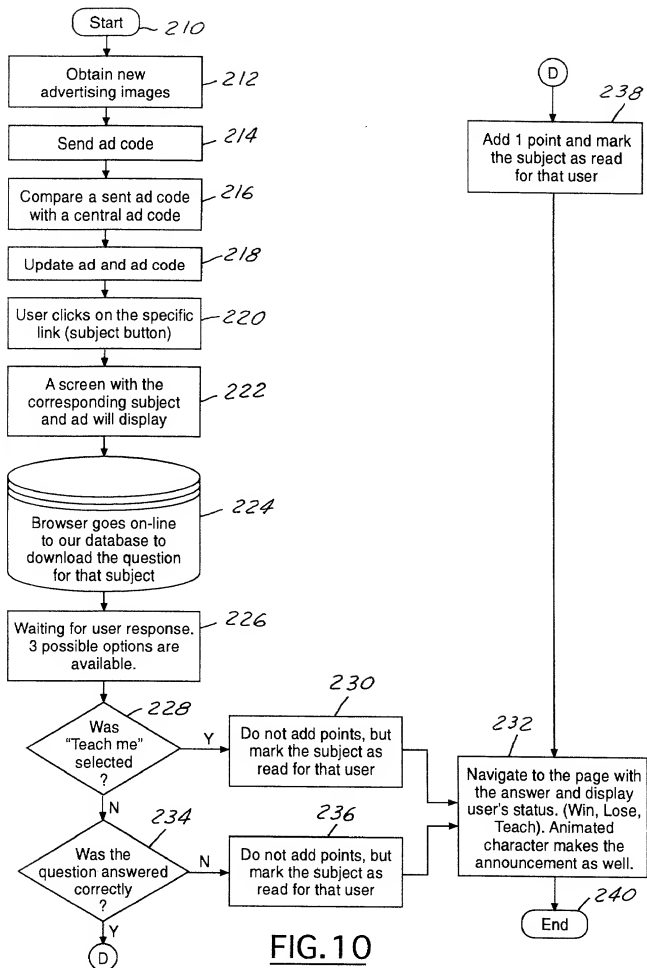 Start
210
Obtain new
advertising images
212
Send ad code
214
Compare a sent ad code
with a central ad code
216
Update ad and ad code
218
User clicks on the specific
link (subject button)
220
A screen with the
corresponding subject
and ad will display
222
Browser goes on-line
to our database to
download the question
for that subject
224
Waiting for user response.
3 possible options are
available.
226
Was
"Teach me"
selected
?
228
Y
N
Do not add points, but
mark the subject as
read for that user
230
Was the
question answered
correctly
?
234
N
Y
Do not add points, but
mark the subject as
read for that user
236
D
D
238
Add 1 point and mark
the subject as read
for that user
232
Navigate to the page with
the answer and display
user's status. (Win, Lose,
Teach). Animated
character makes the
announcement as well.
End
240
FIG.10